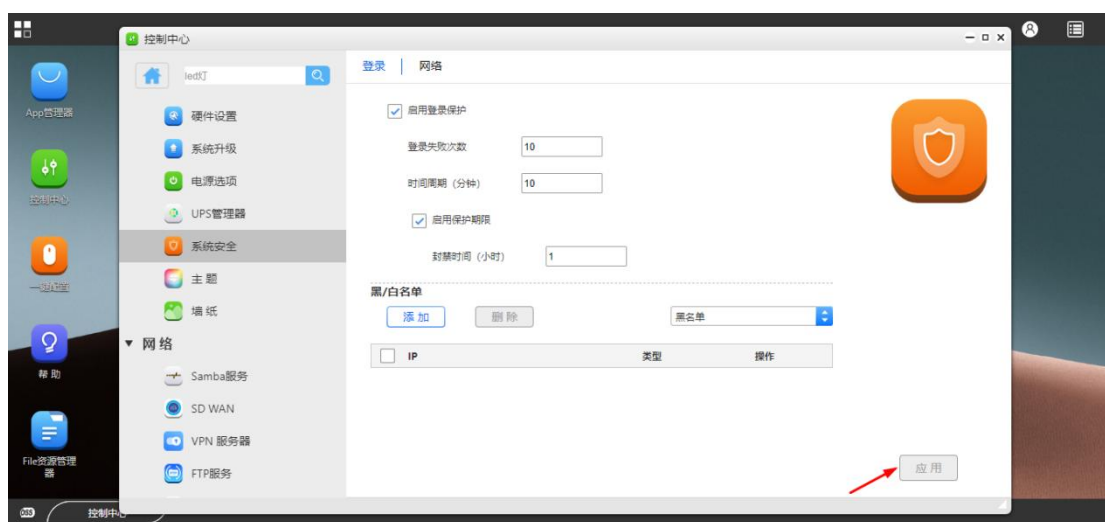 控制中心
App管理器
控制中心
一键配置
帮助
File资源管理
器
led灯
硬件设置
系统升级
电源选项
UPS管理器
系统安全
主题
墙纸
网络
Samba服务
SD WAN
VPN 服务器
FTP服务
登录
网络
启用登录保护
登录失败次数 10
时间周期（分钟） 10
启用保护期限
封禁时间（小时） 1
黑/白名单
添加 删除 黑名单
IP 类型 操作
应用
控制中心